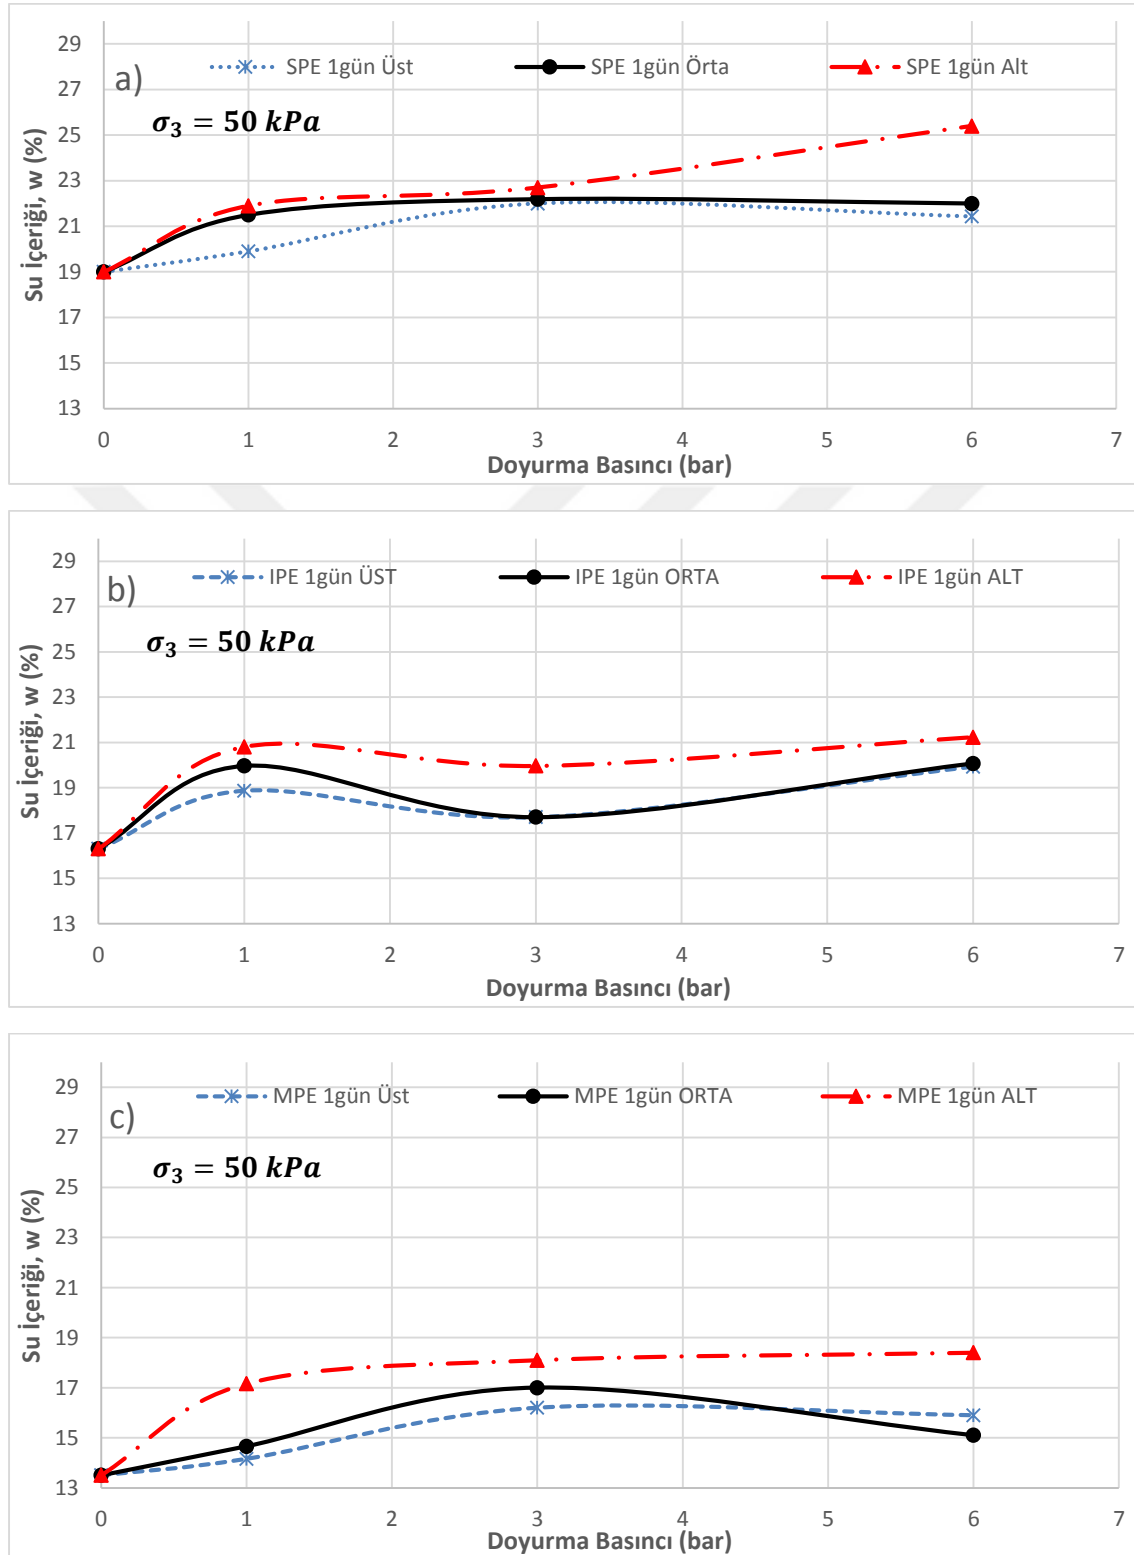 a)
SPE 1gün Üst
SPE 1gün Örta
SPE 1gün Alt
σ₃ = 50 kPa
Su İçeriği, w (%)
29
27
25
23
21
19
17
15
13
0 1 2 3 4 5 6 7
Doyurma Basıncı (bar)
b)
IPE 1gün ÜST
IPE 1gün ORTA
IPE 1gün ALT
σ₃ = 50 kPa
Su İçeriği, w (%)
29
27
25
23
21
19
17
15
13
0 1 2 3 4 5 6 7
Doyurma Basıncı (bar)
c)
MPE 1gün Üst
MPE 1gün ORTA
MPE 1gün ALT
σ₃ = 50 kPa
Su İçeriği, w (%)
29
27
25
23
21
19
17
15
13
0 1 2 3 4 5 6 7
Doyurma Basıncı (bar)